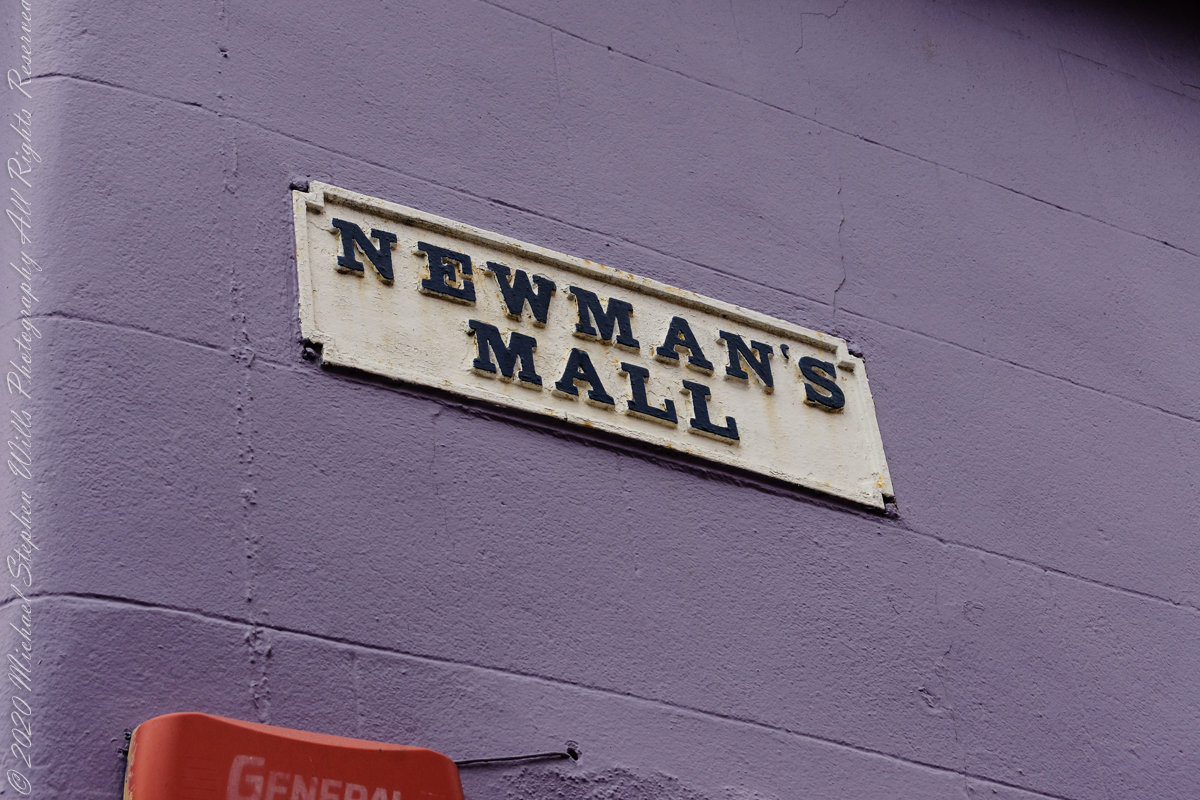 NEWMAN'S
MALL
GENERAL
© 2020 Michael Stephen Wills Photography All Rights Reserved